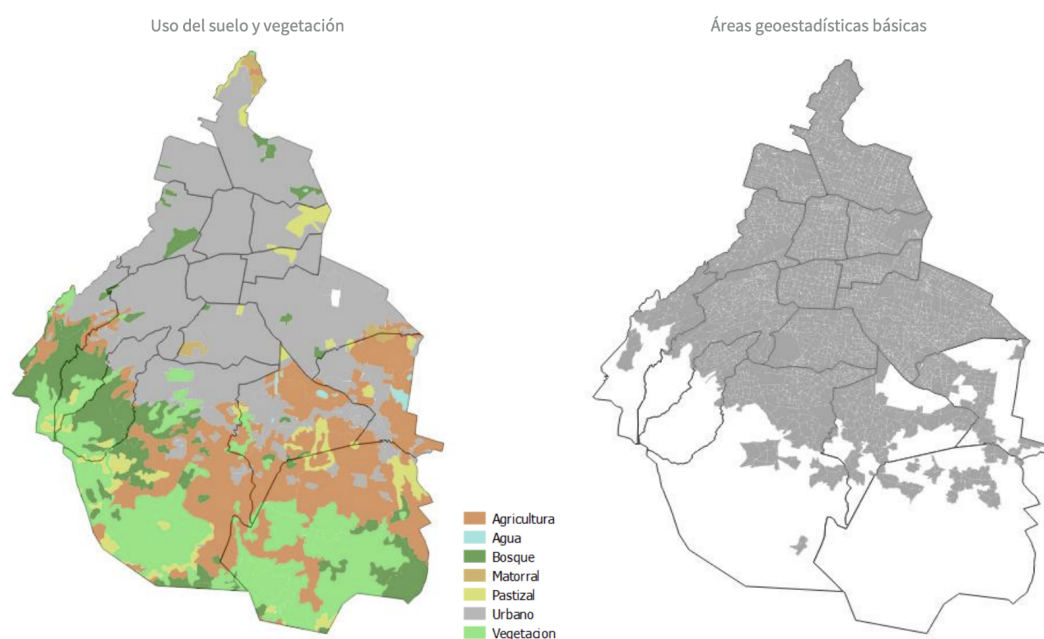 Uso del suelo y vegetación
Áreas geoestadísticas básicas
Agricultura
Agua
Bosque
Matorral
Pastizal
Urbano
Vegetacion